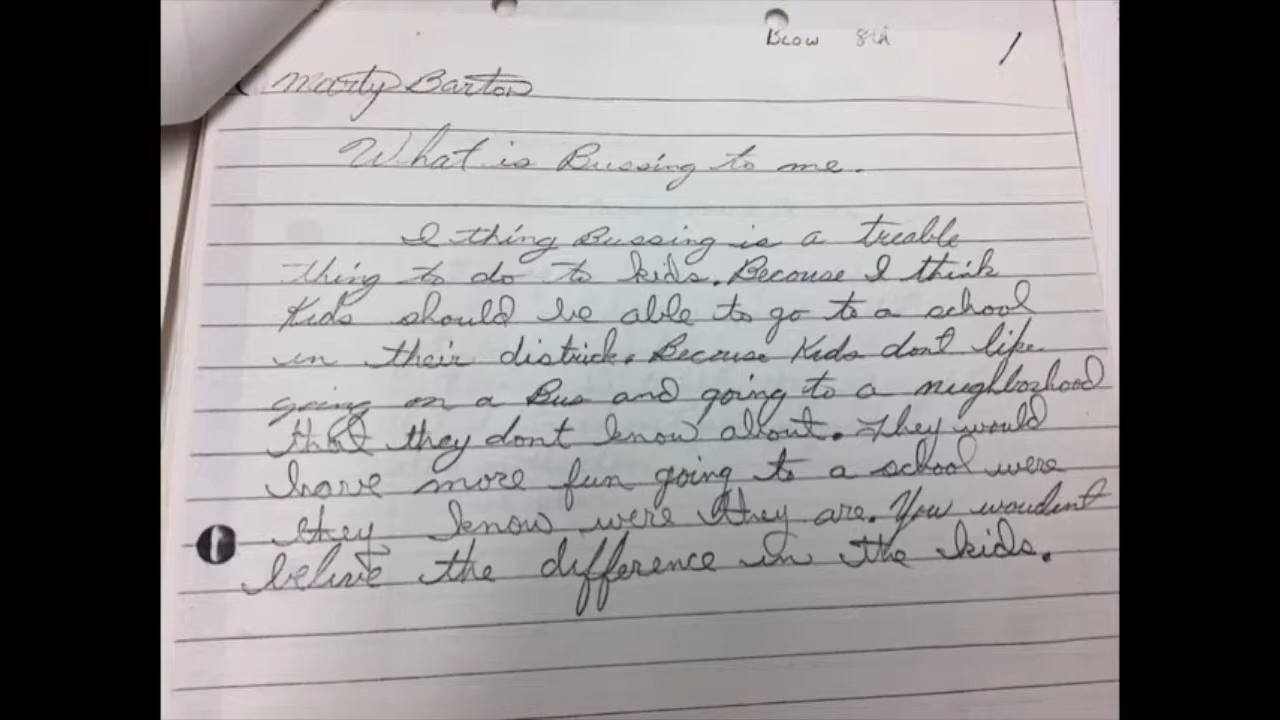 Blow 8th
1
Marty Barton
What is Bussing to me.
I thing Bussing is a treable
thing to do to kids. Because I think
Kids should be able to go to a school
in their districk. Because Kids dont like
going on a Bus and going to a neighborhood
that they dont know about. They would
have more fun going to a school were
they know were they are. You woudent
belive the difference in the kids.